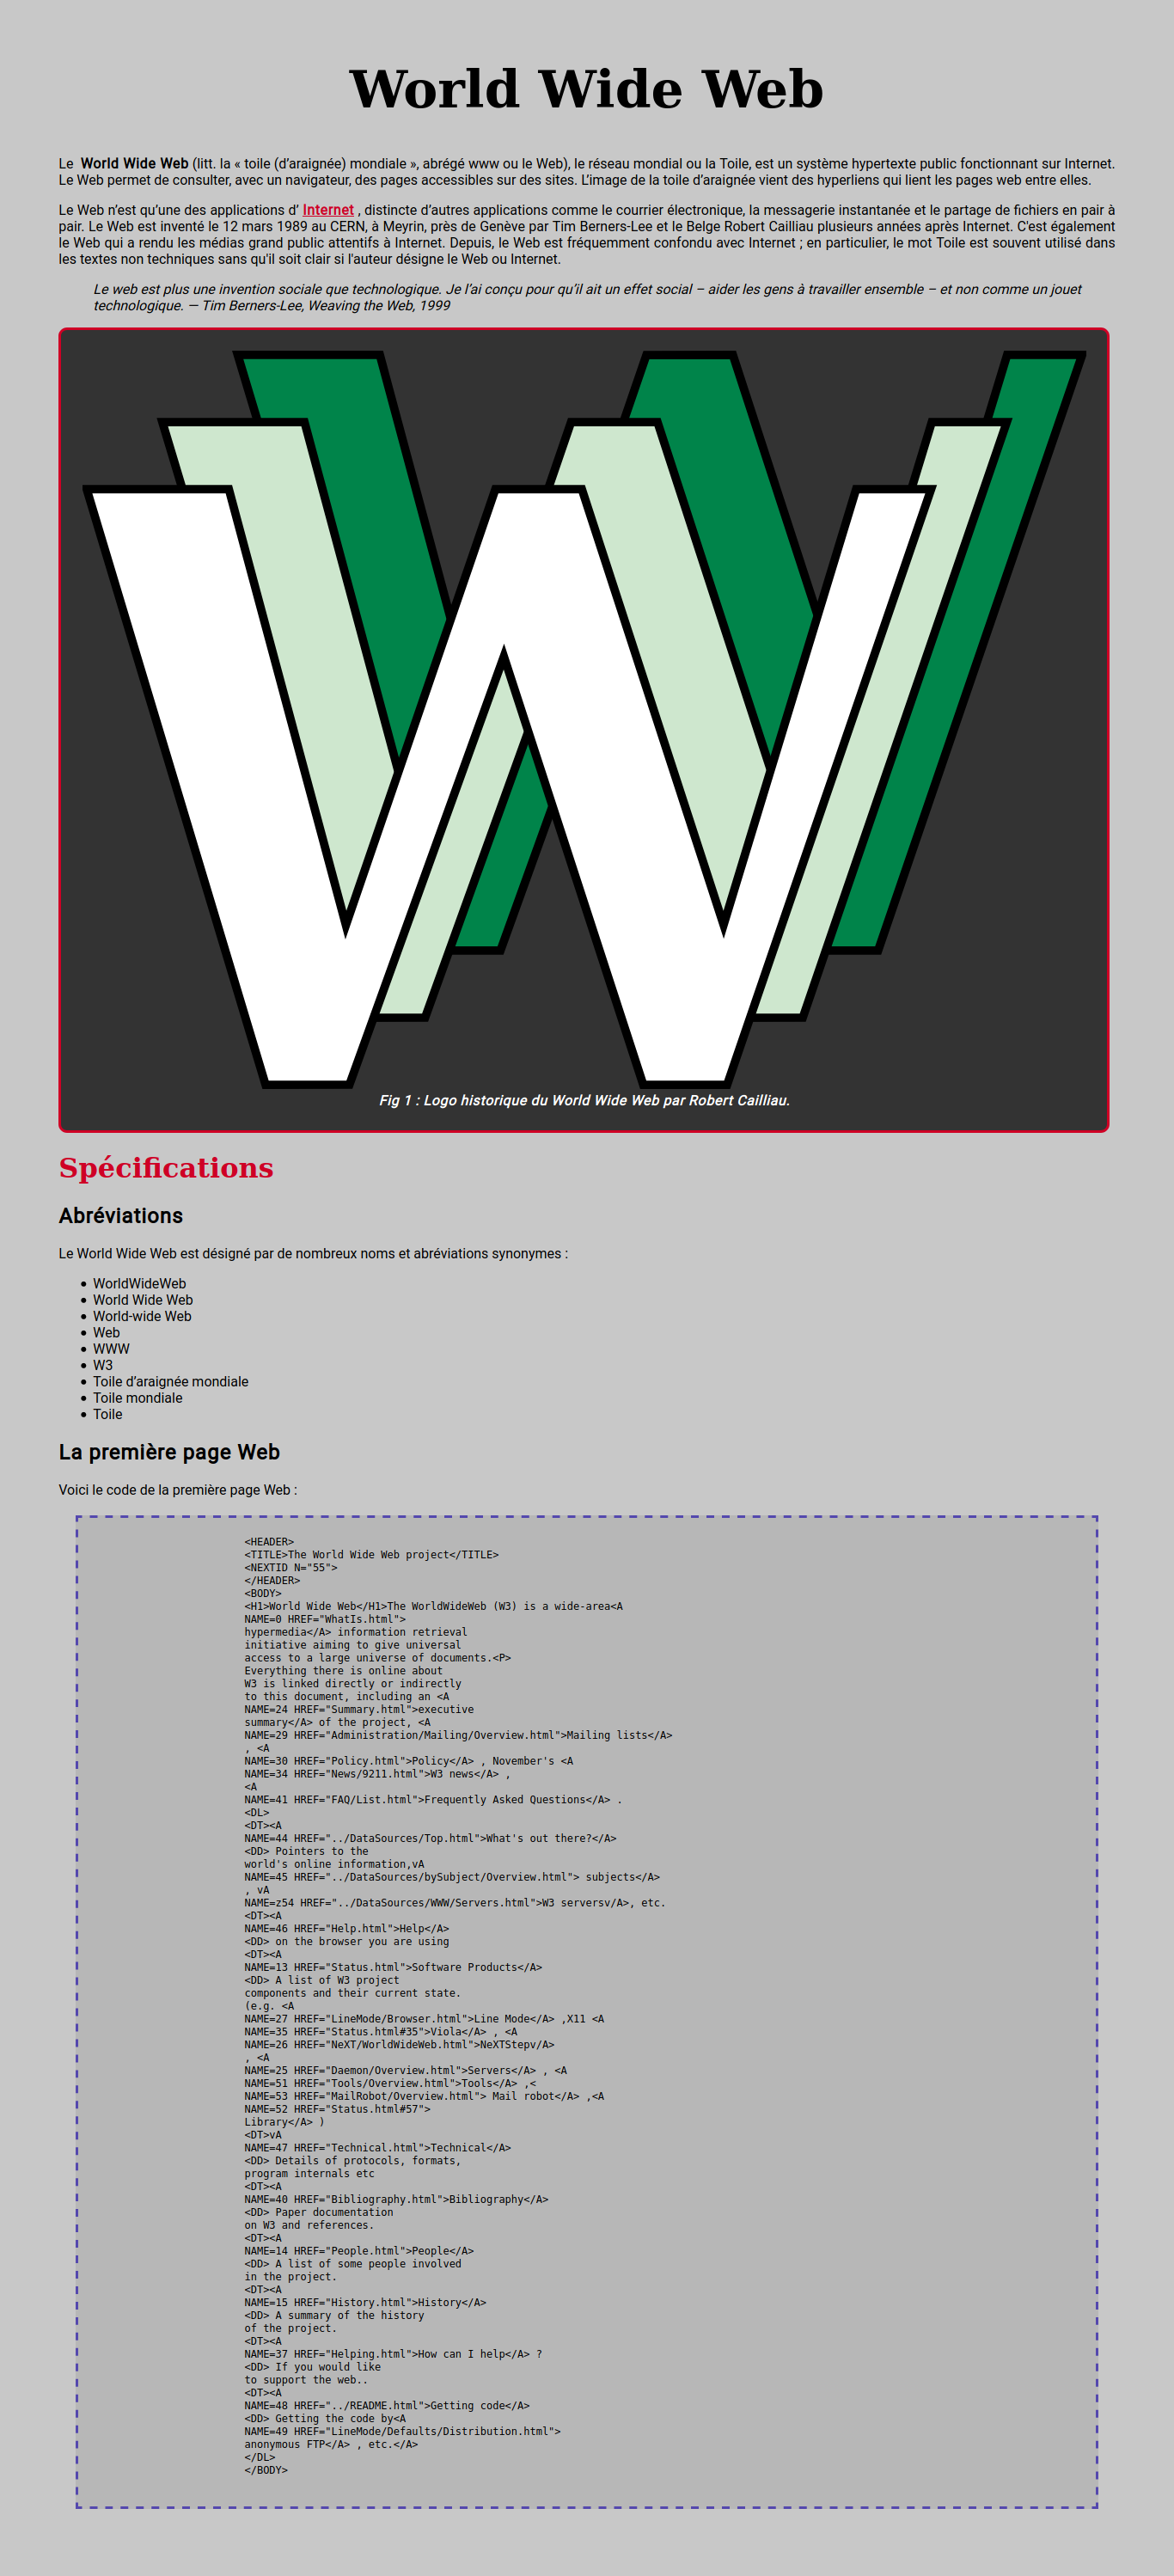 World Wide Web
Le World Wide Web (litt. la « toile (d’araignée) mondiale », abrégé www ou le Web), le réseau mondial ou la Toile, est un système hypertexte public fonctionnant sur Internet.
Le Web permet de consulter, avec un navigateur, des pages accessibles sur des sites. L’image de la toile d’araignée vient des hyperliens qui lient les pages web entre elles.
Le Web n’est qu’une des applications d’ Internet , distincte d’autres applications comme le courrier électronique, la messagerie instantanée et le partage de fichiers en pair à
pair. Le Web est inventé le 12 mars 1989 au CERN, à Meyrin, près de Genève par Tim Berners-Lee et le Belge Robert Cailliau plusieurs années après Internet. C'est également
le Web qui a rendu les médias grand public attentifs à Internet. Depuis, le Web est fréquemment confondu avec Internet ; en particulier, le mot Toile est souvent utilisé dans
les textes non techniques sans qu'il soit clair si l'auteur désigne le Web ou Internet.
Le web est plus une invention sociale que technologique. Je l’ai conçu pour qu’il ait un effet social – aider les gens à travailler ensemble – et non comme un jouet
technologique. — Tim Berners-Lee, Weaving the Web, 1999
Fig 1 : Logo historique du World Wide Web par Robert Cailliau.
Spécifications
Abréviations
Le World Wide Web est désigné par de nombreux noms et abréviations synonymes :
• WorldWideWeb
• World Wide Web
• World-wide Web
• Web
• WWW
• W3
• Toile d’araignée mondiale
• Toile mondiale
• Toile
La première page Web
Voici le code de la première page Web :
<HEADER>
<TITLE>The World Wide Web project</TITLE>
<NEXTID N="55">
</HEADER>
<BODY>
<H1>World Wide Web</H1>The WorldWideWeb (W3) is a wide-area<A
NAME=0 HREF="WhatIs.html">
hypermedia</A> information retrieval
initiative aiming to give universal
access to a large universe of documents.<P>
Everything there is online about
W3 is linked directly or indirectly
to this document, including an <A
NAME=24 HREF="Summary.html">executive
summary</A> of the project, <A
NAME=29 HREF="Administration/Mailing/Overview.html">Mailing lists</A>
, <A
NAME=30 HREF="Policy.html">Policy</A> , November's <A
NAME=34 HREF="News/9211.html">W3 news</A> ,
<A
NAME=41 HREF="FAQ/List.html">Frequently Asked Questions</A> .
<DL>
<DT><A
NAME=44 HREF="../DataSources/Top.html">What's out there?</A>
<DD> Pointers to the
world's online information,vA
NAME=45 HREF="../DataSources/bySubject/Overview.html"> subjects</A>
, vA
NAME=z54 HREF="../DataSources/WWW/Servers.html">W3 serversv/A>, etc.
<DT><A
NAME=46 HREF="Help.html">Help</A>
<DD> on the browser you are using
<DT><A
NAME=13 HREF="Status.html">Software Products</A>
<DD> A list of W3 project
components and their current state.
(e.g. <A
NAME=27 HREF="LineMode/Browser.html">Line Mode</A> ,X11 <A
NAME=35 HREF="Status.html#35">Viola</A> , <A
NAME=26 HREF="NeXT/WorldWideWeb.html">NeXTStepv/A>
, <A
NAME=25 HREF="Daemon/Overview.html">Servers</A> , <A
NAME=51 HREF="Tools/Overview.html">Tools</A> ,<
NAME=53 HREF="MailRobot/Overview.html"> Mail robot</A> ,<A
NAME=52 HREF="Status.html#57">
Library</A> )
<DT>vA
NAME=47 HREF="Technical.html">Technical</A>
<DD> Details of protocols, formats,
program internals etc
<DT><A
NAME=40 HREF="Bibliography.html">Bibliography</A>
<DD> Paper documentation
on W3 and references.
<DT><A
NAME=14 HREF="People.html">People</A>
<DD> A list of some people involved
in the project.
<DT><A
NAME=15 HREF="History.html">History</A>
<DD> A summary of the history
of the project.
<DT><A
NAME=37 HREF="Helping.html">How can I help</A> ?
<DD> If you would like
to support the web..
<DT><A
NAME=48 HREF="../README.html">Getting code</A>
<DD> Getting the code by<A
NAME=49 HREF="LineMode/Defaults/Distribution.html">
anonymous FTP</A> , etc.</A>
</DL>
</BODY>